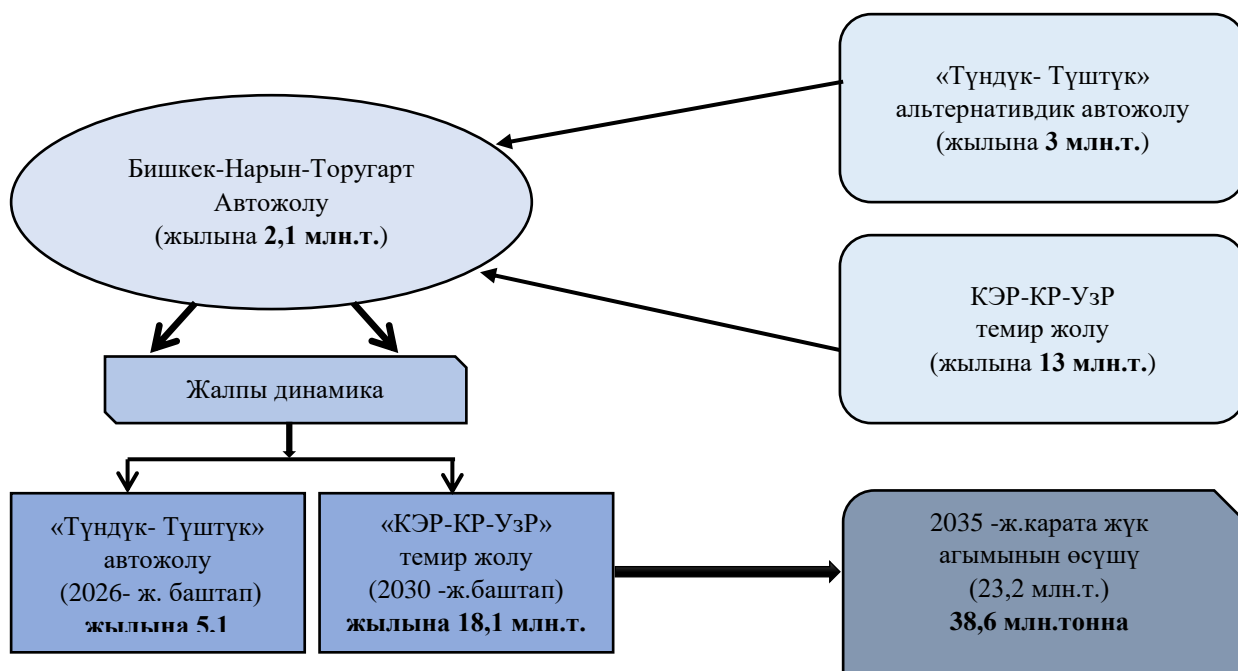 Бишкек-Нарын-Торугарт
Автожолу
(жылына 2,1 млн.т.)
«Түндүк- Түштүк»
альтернативдик автожолу
(жылына 3 млн.т.)
КЭР-КР-УзР
темир жолу
(жылына 13 млн.т.)
Жалпы динамика
«Түндүк- Түштүк»
автожолу
(2026- ж. баштап)
жылына 5,1
«КЭР-КР-УзР»
темир жолу
(2030 -ж.баштап)
жылына 18,1 млн.т.
2035 -ж.карата жүк
агымынын өсүшү
(23,2 млн.т.)
38,6 млн.тонна